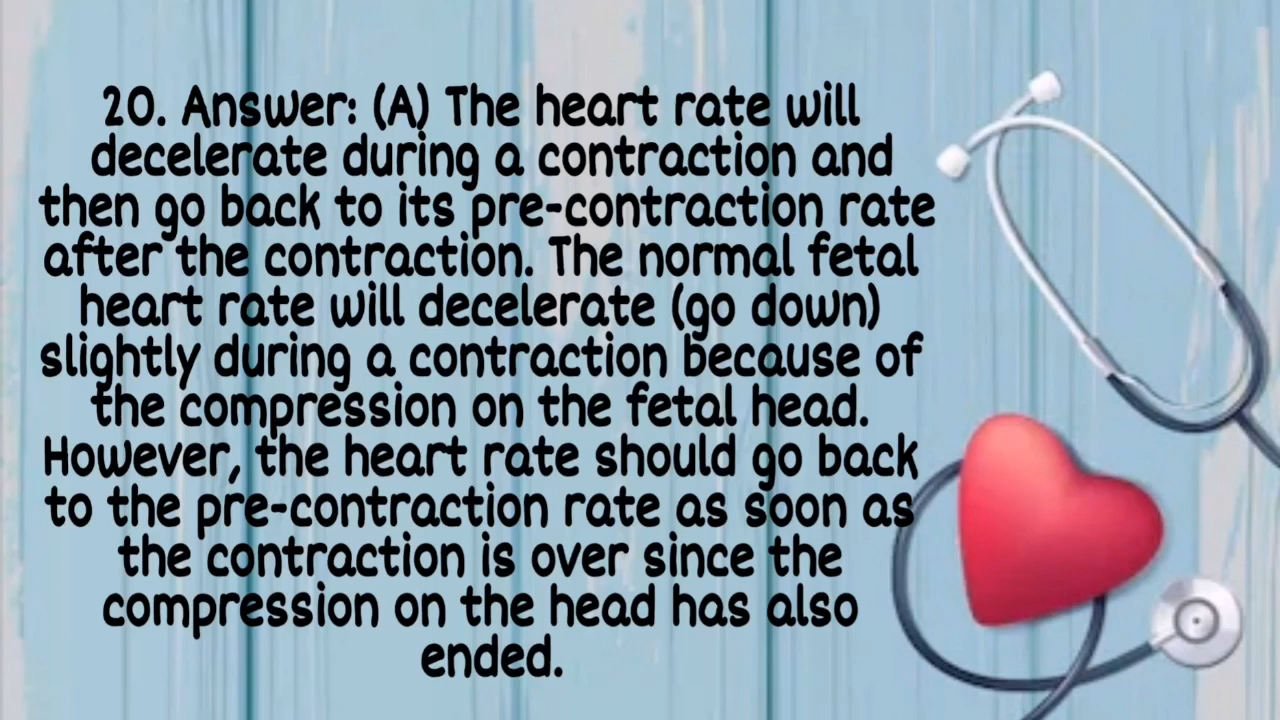 20. Answer: (A) The heart rate will
decelerate during a contraction and
then go back to its pre-contraction rate
after the contraction. The normal fetal
heart rate will decelerate (go down)
slightly during a contraction because of
the compression on the fetal head.
However, the heart rate should go back
to the pre-contraction rate as soon as
the contraction is over since the
compression on the head has also
ended.